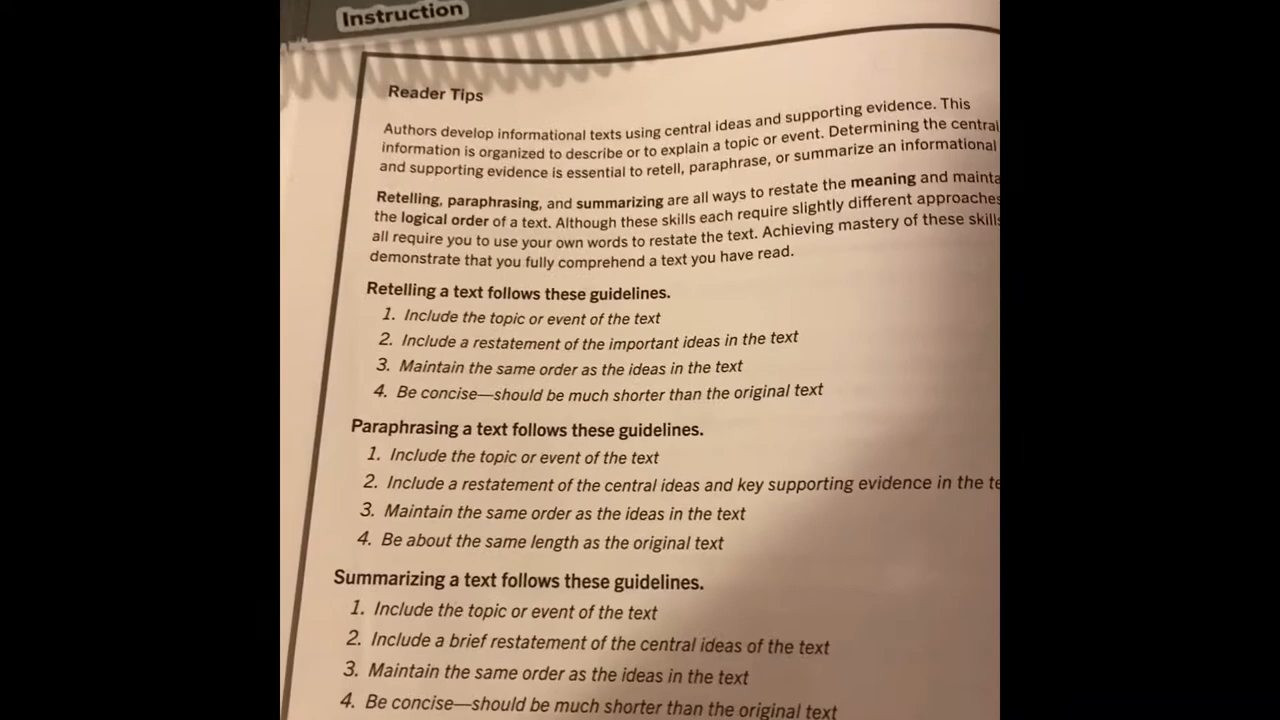 Instruction
Reader Tips
Authors develop informational texts using central ideas and supporting evidence. This
information is organized to describe or to explain a topic or event. Determining the central
and supporting evidence is essential to retell, paraphrase, or summarize an informational
Retelling, paraphrasing, and summarizing are all ways to restate the meaning and
the logical order of a text. Although these skills each require slightly different approaches
all require you to use your own words to restate the text. Achieving mastery of these skills
demonstrate that you fully comprehend a text you have read.
Retelling a text follows these guidelines.
1. Include the topic or event of the text
2. Include a restatement of the important ideas in the text
3. Maintain the same order as the ideas in the text
4. Be concise—should be much shorter than the original text
Paraphrasing a text follows these guidelines.
1. Include the topic or event of the text
2. Include a restatement of the central ideas and key supporting evidence in the
3. Maintain the same order as the ideas in the text
4. Be about the same length as the original text
Summarizing a text follows these guidelines.
1. Include the topic or event of the text
2. Include a brief restatement of the central ideas of the text
3. Maintain the same order as the ideas in the text
4. Be concise—should be much shorter than the original text